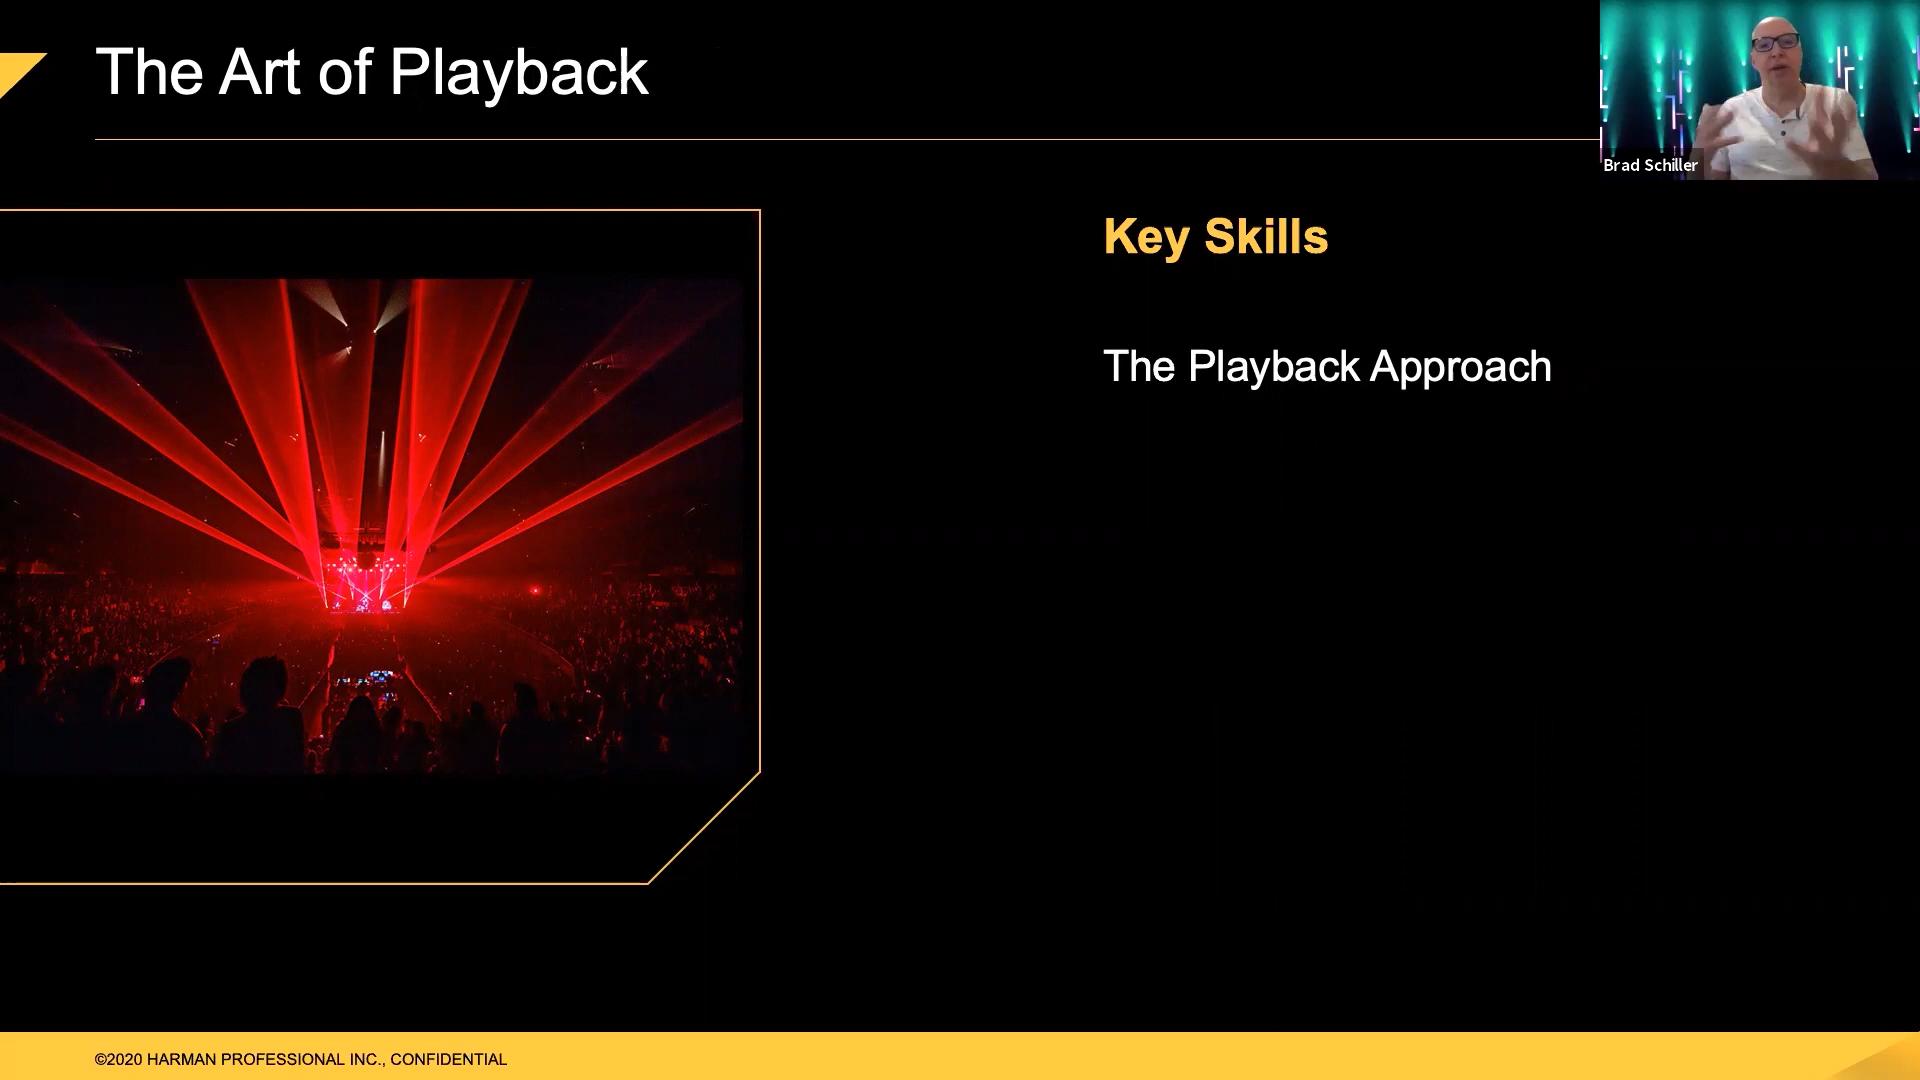 The Art of Playback
Brad Schiller
Key Skills
The Playback Approach
©2020 HARMAN PROFESSIONAL INC., CONFIDENTIAL